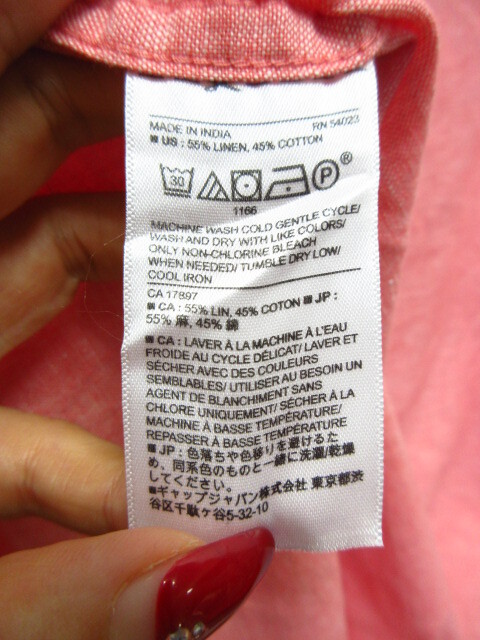 MADE IN INDIA RN 54023
■ US : 55% LINEN, 45% COTTON
30 P ®
1166
MACHINE WASH COLD GENTLE CYCLE/
WASH AND DRY WITH LIKE COLORS/
ONLY NON-CHLORINE BLEACH
WHEN NEEDED/ TUMBLE DRY LOW/
COOL IRON
CA 17897
■ CA : 55% LIN, 45% COTON ■ JP :
55% 麻, 45% 綿
■ CA : LAVER À LA MACHINE À L'EAU
FROIDE AU CYCLE DÉLICAT/ LAVER ET
SÉCHER AVEC DES COULEURS
SEMBLABLES/ UTILISER AU BESOIN UN
AGENT DE BLANCHIMENT SANS
CHLORE UNIQUEMENT/ SÉCHER À LA
MACHINE À BASSE TEMPÉRATURE/
REPASSER À BASSE TEMPÉRATURE
■ JP : 色落ちや色移りを避けるた
め、同系色のものと一緒に洗濯/乾燥
してください。
■ ギャップジャパン株式会社 東京都渋
谷区千駄ヶ谷5-32-10